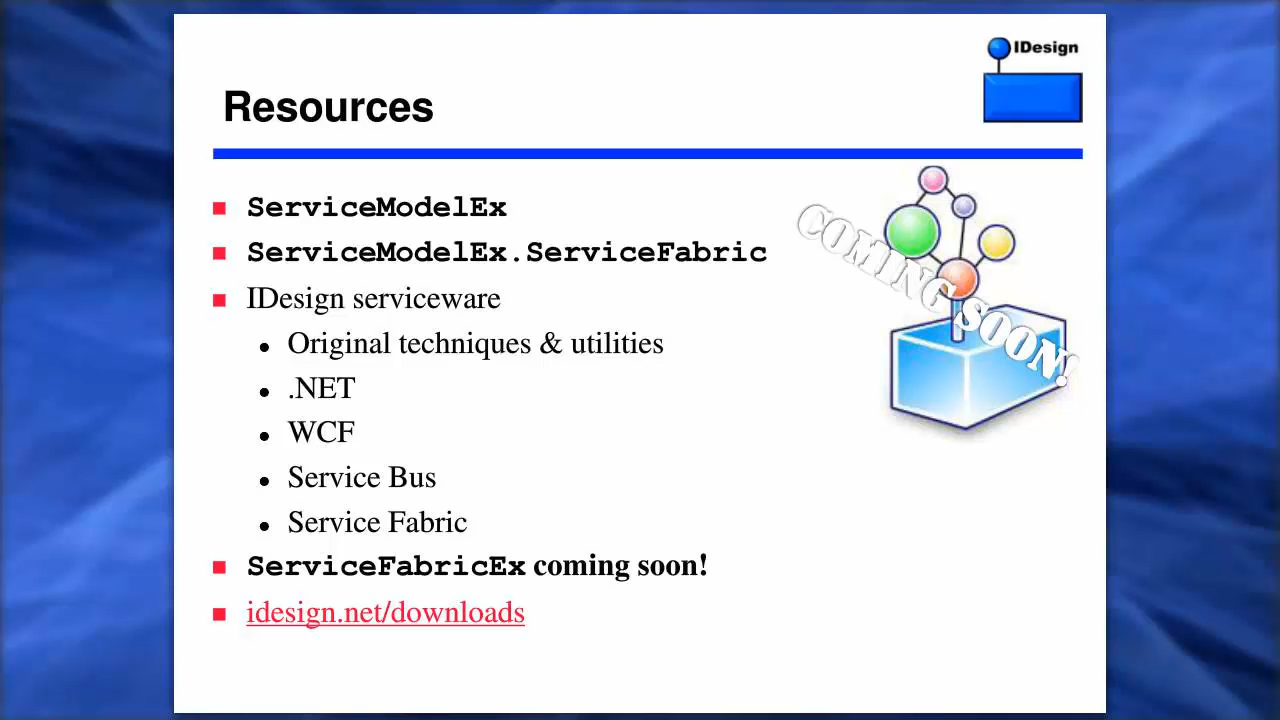 IDesign
Resources
ServiceModelEx
ServiceModelEx.ServiceFabric
IDesign serviceware
Original techniques & utilities
.NET
WCF
Service Bus
Service Fabric
ServiceFabricEx coming soon!
idesign.net/downloads
COMING SOON!